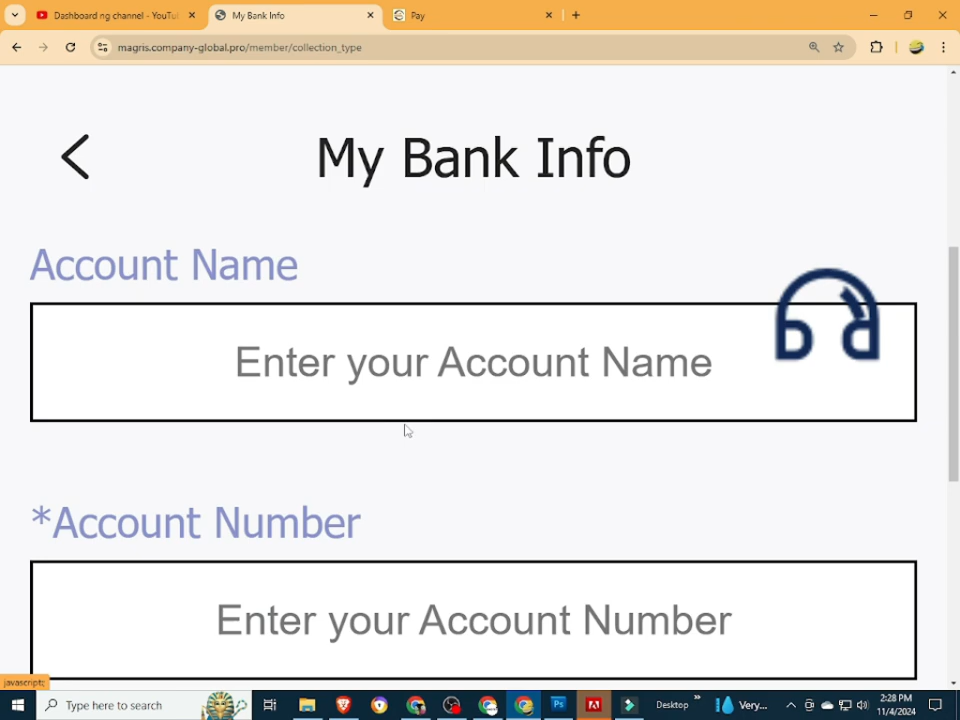 Dashboard ng channel - YouTu
My Bank Info
Pay
magris.company-global.pro/member/collection_type
My Bank Info
Account Name
Enter your Account Name
*Account Number
Enter your Account Number
javascript:;
Type here to search
Desktop
Very...
2:28 PM
11/4/2024